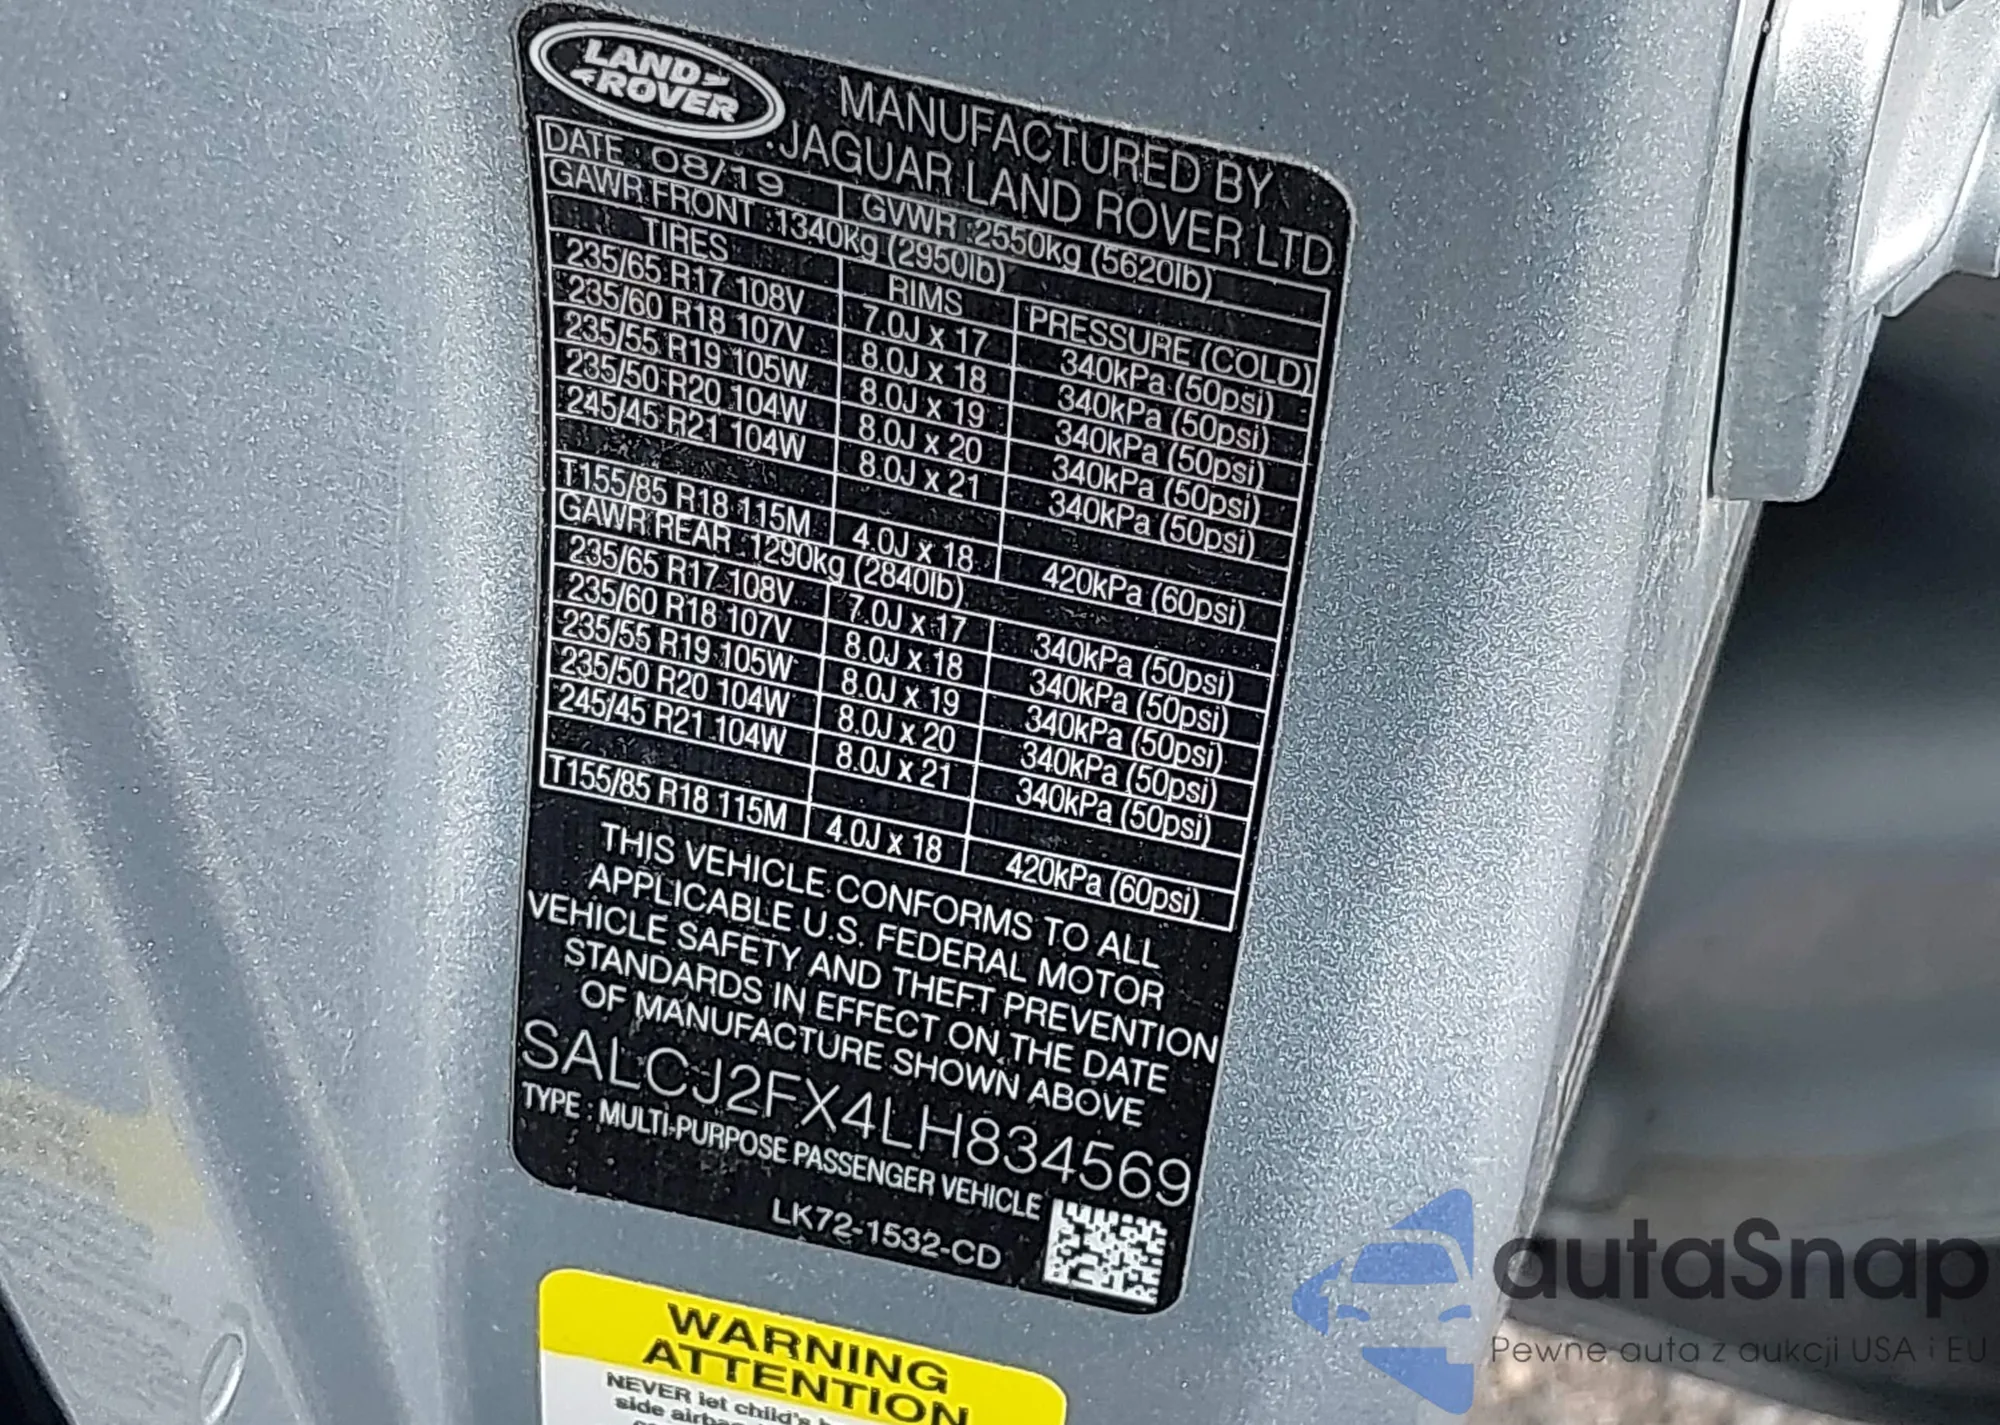 LAND
ROVER
MANUFACTURED BY
JAGUAR LAND ROVER LTD
DATE : 08/19 GVWR :2550kg (5620lb)
GAWR FRONT :1340kg (2950lb)
TIRES RIMS PRESSURE (COLD)
235/65 R17 108V 7.0J x 17 340kPa (50psi)
235/60 R18 107V 8.0J x 18 340kPa (50psi)
235/55 R19 105W 8.0J x 19 340kPa (50psi)
235/50 R20 104W 8.0J x 20 340kPa (50psi)
245/45 R21 104W 8.0J x 21 340kPa (50psi)
T155/85 R18 115M 4.0J x 18 420kPa (60psi)
GAWR REAR :1290kg (2840lb)
235/65 R17 108V 7.0J x 17 340kPa (50psi)
235/60 R18 107V 8.0J x 18 340kPa (50psi)
235/55 R19 105W 8.0J x 19 340kPa (50psi)
235/50 R20 104W 8.0J x 20 340kPa (50psi)
245/45 R21 104W 8.0J x 21 340kPa (50psi)
T155/85 R18 115M 4.0J x 18 420kPa (60psi)
THIS VEHICLE CONFORMS TO ALL
APPLICABLE U.S. FEDERAL MOTOR
VEHICLE SAFETY AND THEFT PREVENTION
STANDARDS IN EFFECT ON THE DATE
OF MANUFACTURE SHOWN ABOVE
SALCJ2FX4LH834569
TYPE : MULTI-PURPOSE PASSENGER VEHICLE
LK72-1532-CD
WARNING
ATTENTION
NEVER let child's
side
autaSnap
Pewne auta z aukcji USA i EU